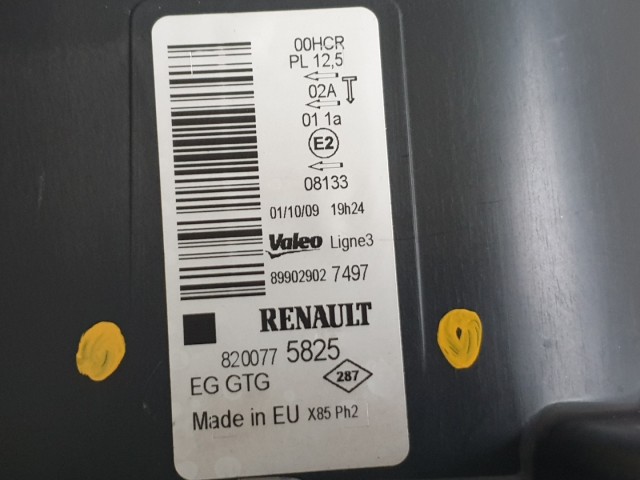 00HCR
PL 12,5
02A
01 1a
E2
08133
01/10/09 19h24
Valeo Ligne3
89902902 7497
RENAULT
820077 5825
EG GTG 287
Made in EU X85 Ph2